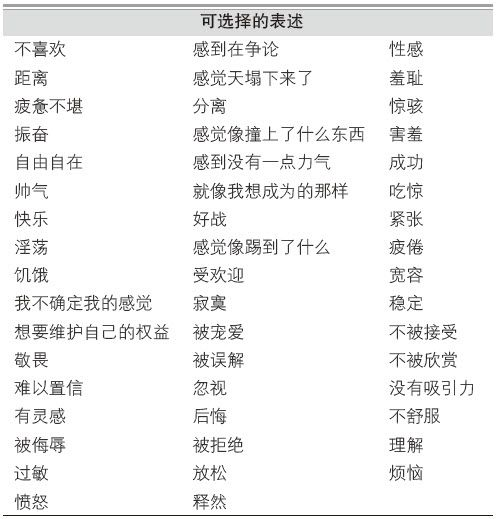 可选择的表述
不喜欢 感到在争论 性感
距离 感觉天塌下来了 羞耻
疲惫不堪 分离 惊骇
振奋 感觉像撞上了什么东西 害羞
自由自在 感到没有一点力气 成功
帅气 就像我想成为的那样 吃惊
快乐 好战 紧张
淫荡 感觉像踢到了什么 疲倦
饥饿 受欢迎 宽容
我不确定我的感觉 寂寞 稳定
想要维护自己的权益 被宠爱 不被接受
敬畏 被误解 不被欣赏
难以置信 忽视 没有吸引力
有灵感 后悔 不舒服
被侮辱 被拒绝 理解
过敏 放松 烦恼
愤怒 释然